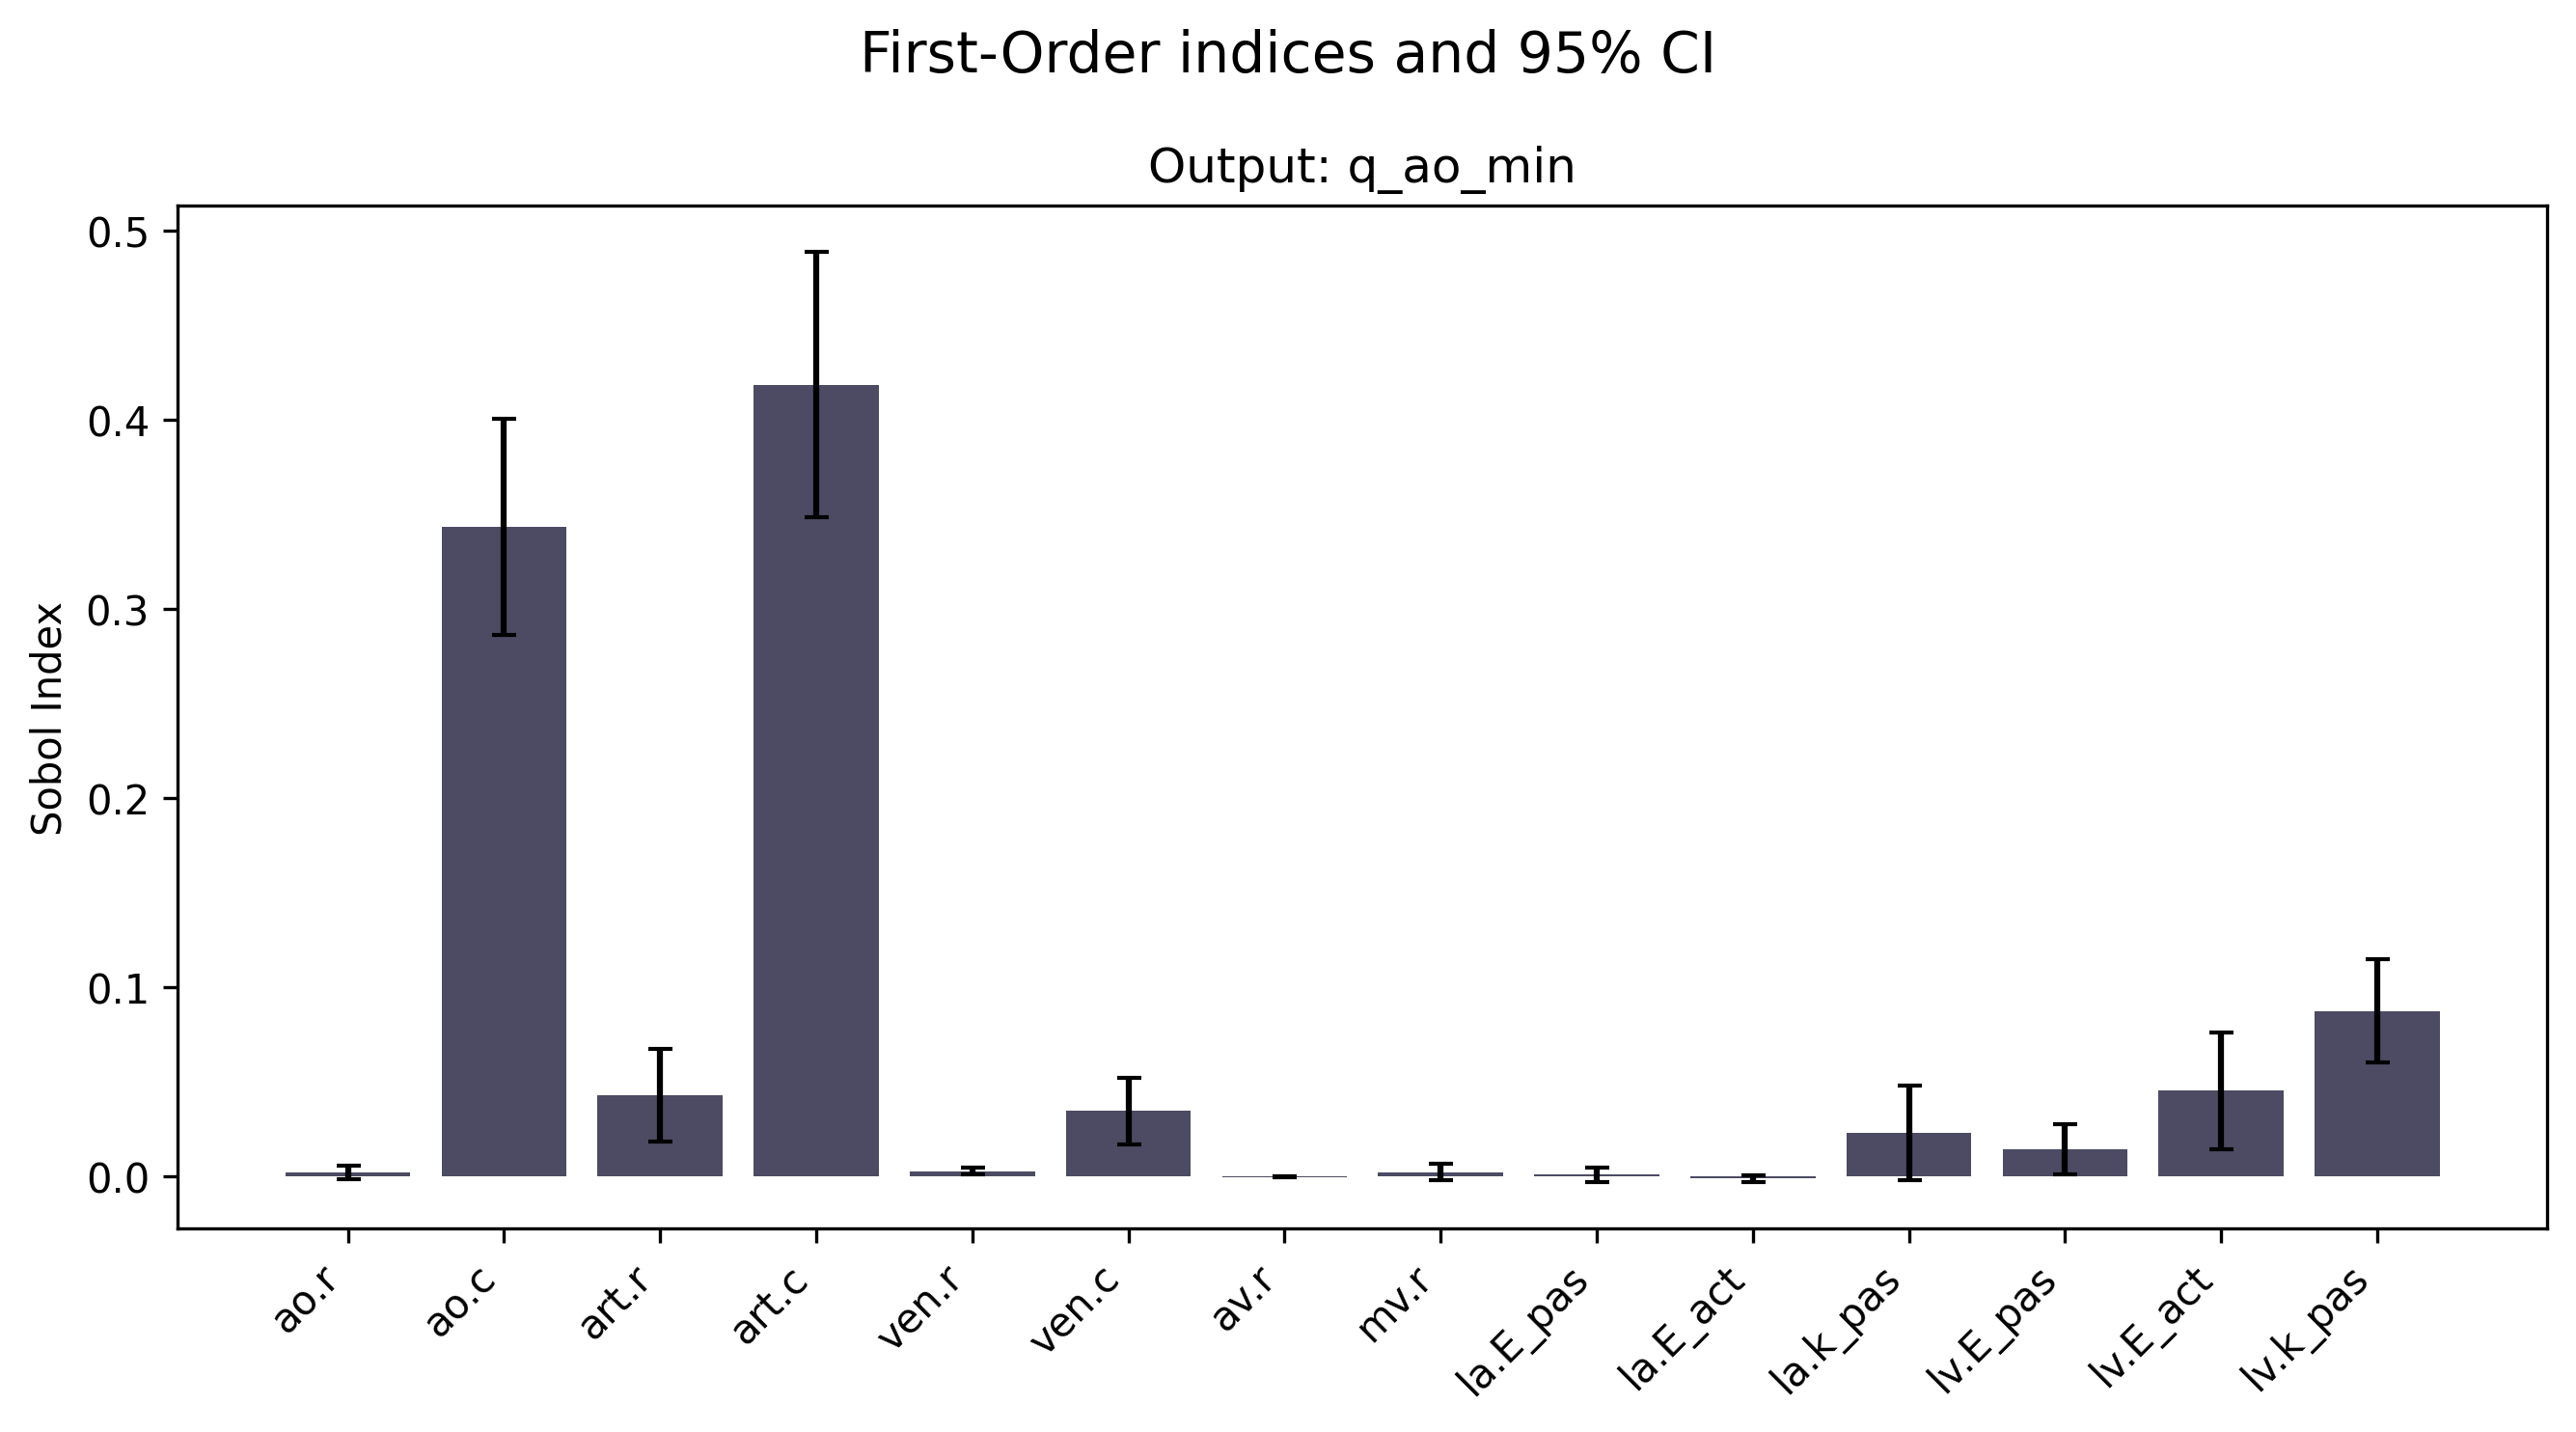 First-Order indices and 95% CI
Output: q_ao_min
Sobol Index
0.5
0.4
0.3
0.2
0.1
0.0
ao.r
ao.c
art.r
art.c
ven.r
ven.c
av.r
mv.r
la.E_pas
la.E_act
la.k_pas
lv.E_pas
lv.E_act
lv.k_pas